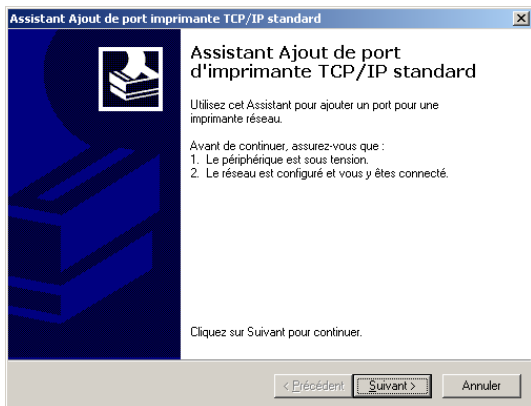 Assistant Ajout de port imprimante TCP/IP standard
Assistant Ajout de port
d'imprimante TCP/IP standard
Utilisez cet Assistant pour ajouter un port pour une
imprimante réseau.
Avant de continuer, assurez-vous que :
1. Le périphérique est sous tension.
2. Le réseau est configuré et vous y êtes connecté.
Cliquez sur Suivant pour continuer.
< Précédent Suivant > Annuler